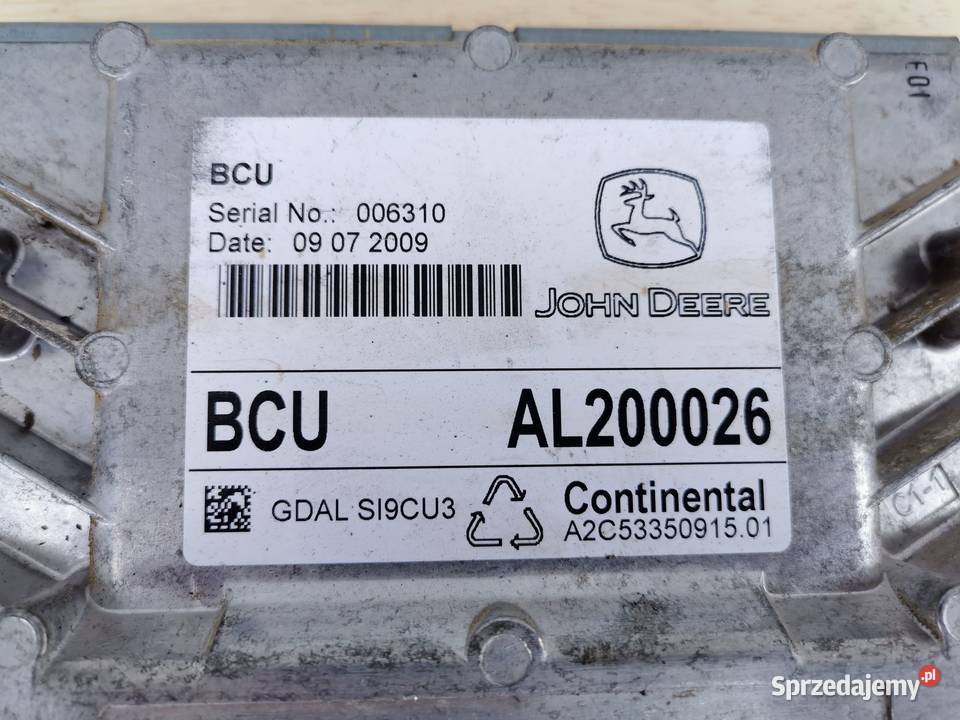 BCU
Serial No.: 006310
Date: 09 07 2009
JOHN DEERE
BCU AL200026
GDAL SI9CU3
Continental
A2C53350915.01
F01
C1-1
Sprzedajemy.pl